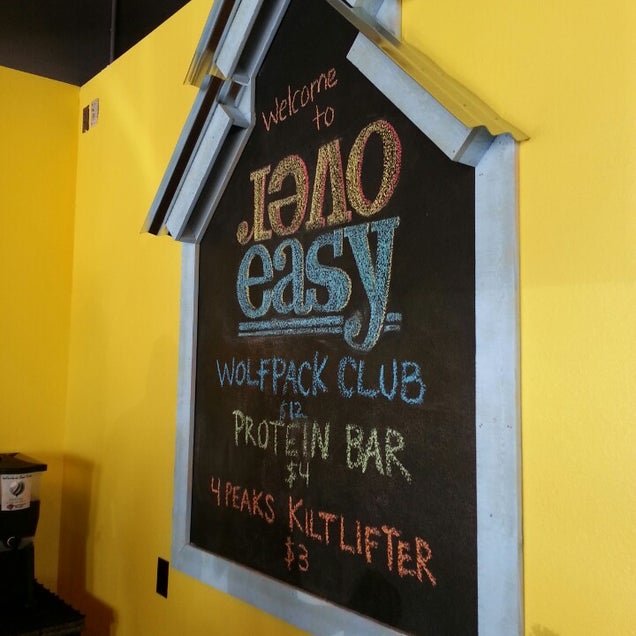 Welcome
to
over
easy
WOLFPACK CLUB
$12
PROTEIN BAR
$4
4 PEAKS KILTLIFTER
$3